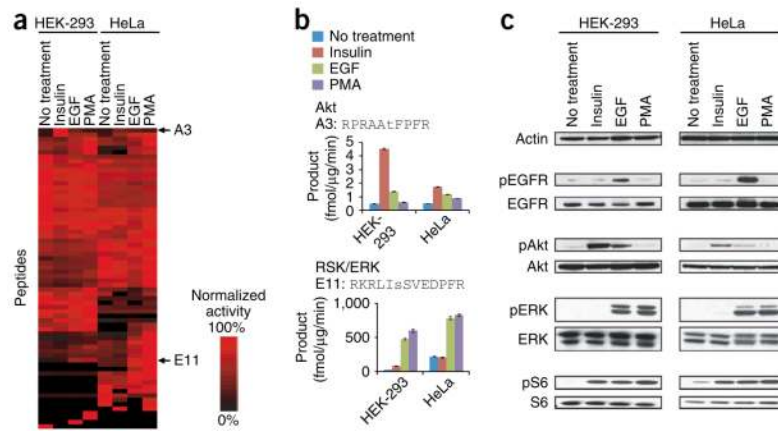 a
HEK-293 HeLa
No treatment
Insulin
EGF
PMA
No treatment
Insulin
EGF
PMA
A3
E11
Peptides
Normalized
activity
100%
0%
b
No treatment
Insulin
EGF
PMA
Akt
A3: RPRAAtFPFR
Product
(fmol/µg/min)
5
4
3
2
1
0
HEK-
293
HeLa
RSK/ERK
E11: RKRLIsSVEDPFR
Product
(fmol/µg/min)
1,000
500
0
HEK-293
HeLa
c
HEK-293 HeLa
No treatment
Insulin
EGF
PMA
No treatment
Insulin
EGF
PMA
Actin
pEGFR
EGFR
pAkt
Akt
pERK
ERK
pS6
S6